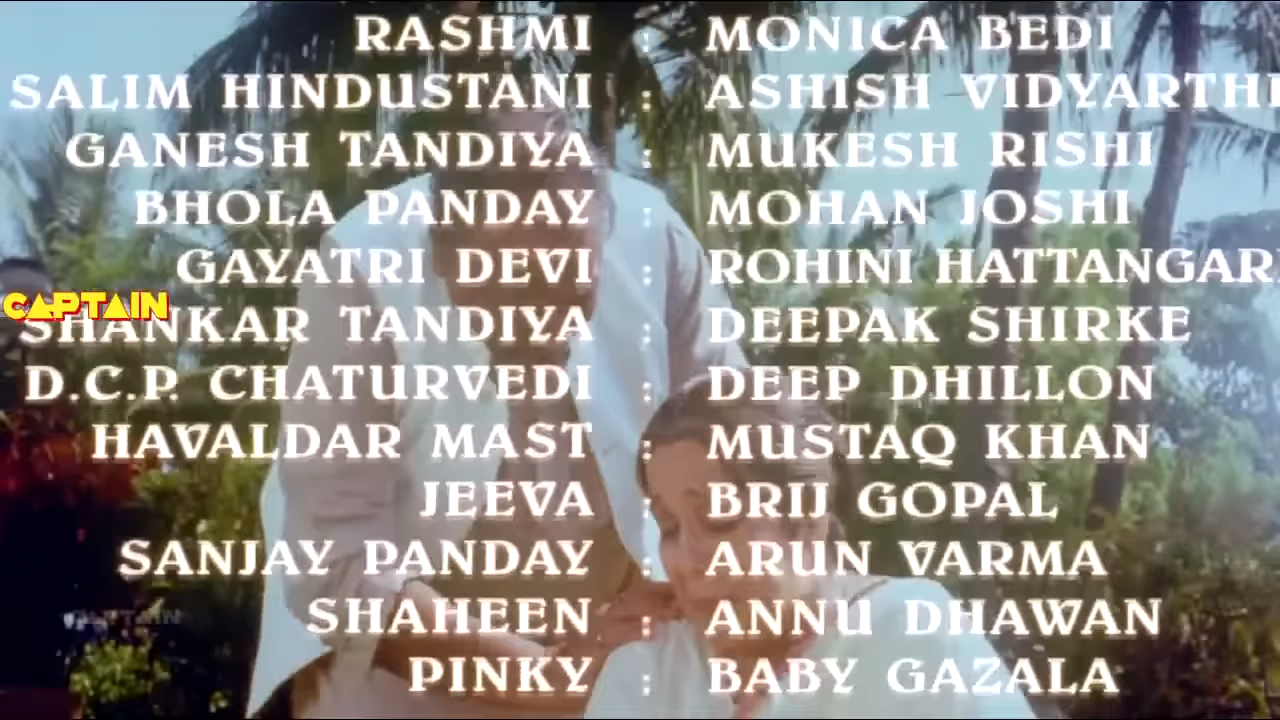 RASHMI : MONICA BEDI
SALIM HINDUSTANI : ASHISH VIDYARTHI
GANESH TANDIYA : MUKESH RISHI
BHOLA PANDAY : MOHAN JOSHI
GAYATRI DEVI : ROHINI HATTANGAR
CAPTAIN
SHANKAR TANDIYA : DEEPAK SHIRKE
D.C.P. CHATURVEDI : DEEP DHILLON
HAVALDAR MAST : MUSTAQ KHAN
JEEVA : BRIJ GOPAL
SANJAY PANDAY : ARUN VARMA
SHAHEEN : ANNU DHAWAN
CAPTAIN
PINKY : BABY GAZALA